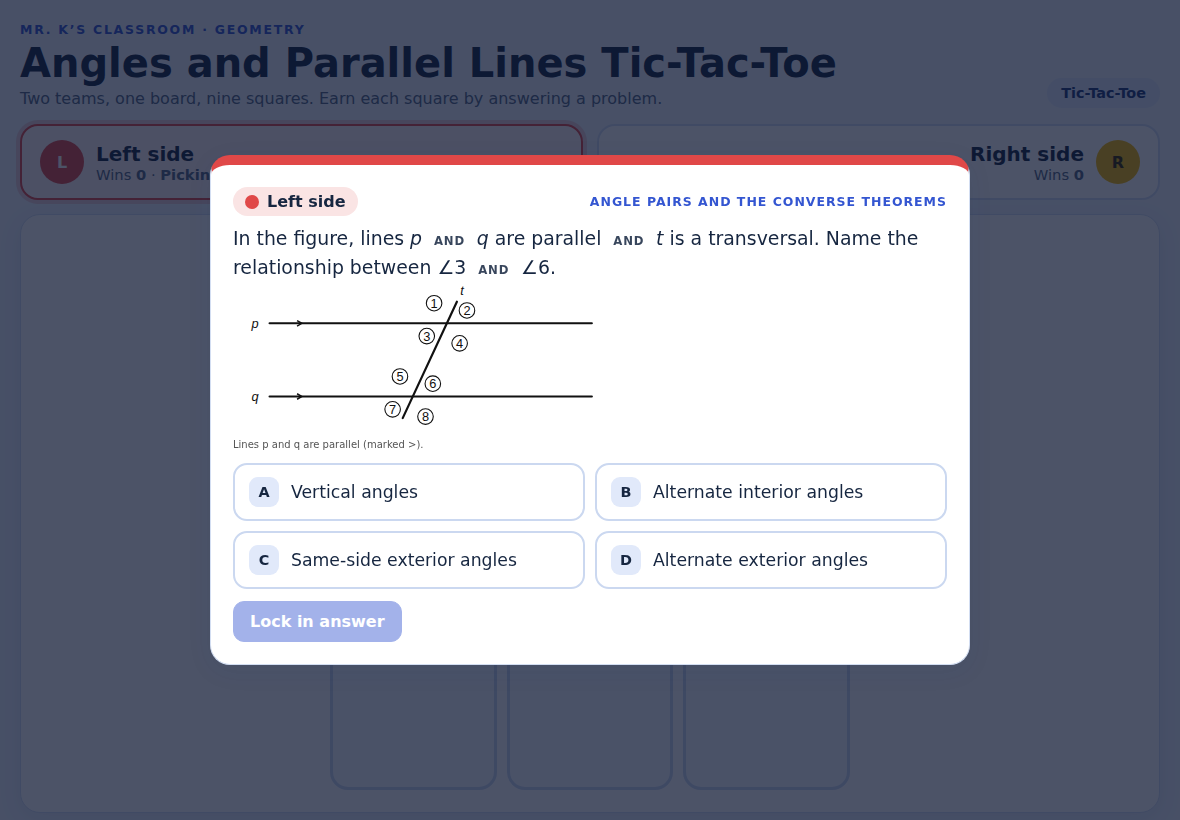 MR. K'S CLASSROOM · GEOMETRY
Angles and Parallel Lines Tic-Tac-Toe
Two teams, one board, nine squares. Earn each square by answering a problem.
Tic-Tac-Toe
L
Left side
Wins 0 · Pickin
Right side
Wins 0
R
Left side
ANGLE PAIRS AND THE CONVERSE THEOREMS
In the figure, lines p AND q are parallel AND t is a transversal. Name the
relationship between ∠3 AND ∠6.
t
1
2
p
3
4
5
6
q
7
8
Lines p and q are parallel (marked >).
A Vertical angles
B Alternate interior angles
C Same-side exterior angles
D Alternate exterior angles
Lock in answer